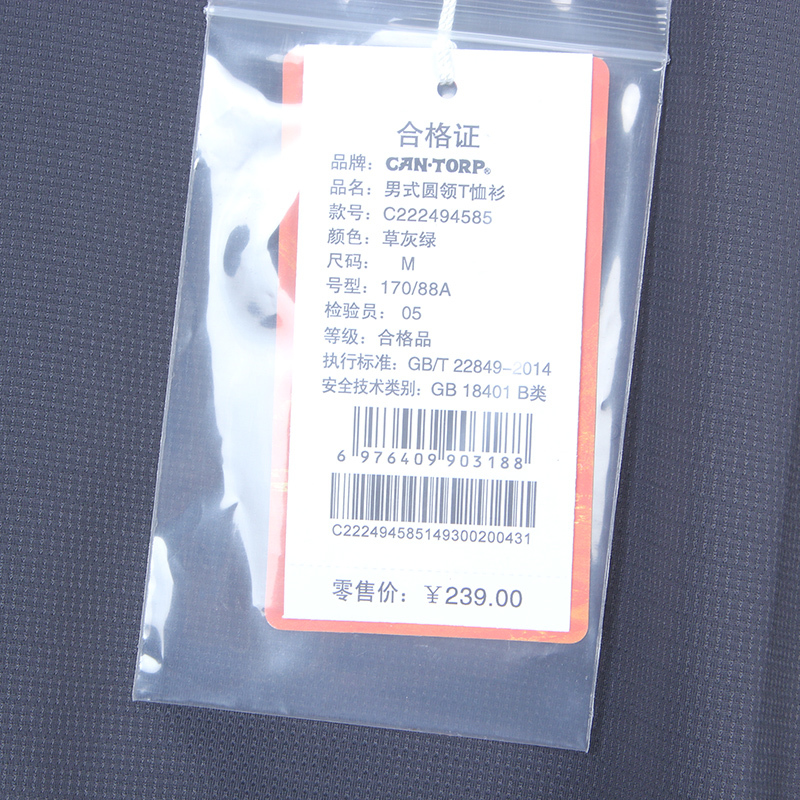 合格证
品牌: CAN·TORP®
品名: 男式圆领T恤衫
款号: C222494585
颜色: 草灰绿
尺码: M
号型: 170/88A
检验员: 05
等级: 合格品
执行标准: GB/T 22849-2014
安全技术类别: GB 18401 B类
6 976409 903188
C222494585149300200431
零售价: ¥239.00